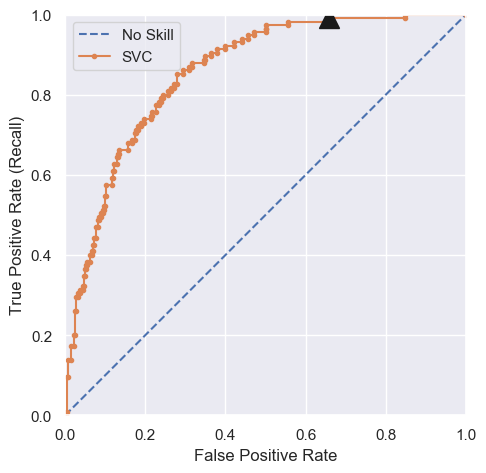 1.0
0.8
0.6
0.4
0.2
0.0
True Positive Rate (Recall)
No Skill
SVC
0.0 0.2 0.4 0.6 0.8 1.0
False Positive Rate